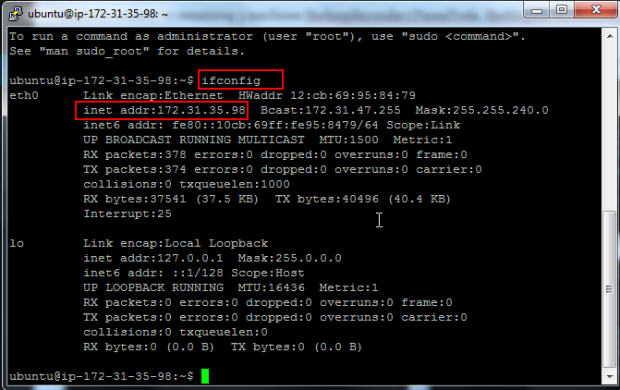 ubuntu@ip-172-31-35-98: ~
To run a command as administrator (user "root"), use "sudo <command>".
See "man sudo_root" for details.
ubuntu@ip-172-31-35-98:~$ ifconfig
eth0 Link encap:Ethernet HWaddr 12:cb:69:95:84:79
inet addr:172.31.35.98 Bcast:172.31.47.255 Mask:255.255.240.0
inet6 addr: fe80::10cb:69ff:fe95:8479/64 Scope:Link
UP BROADCAST RUNNING MULTICAST MTU:1500 Metric:1
RX packets:378 errors:0 dropped:0 overruns:0 frame:0
TX packets:374 errors:0 dropped:0 overruns:0 carrier:0
collisions:0 txqueuelen:1000
RX bytes:37541 (37.5 KB) TX bytes:40496 (40.4 KB)
Interrupt:25
lo Link encap:Local Loopback
inet addr:127.0.0.1 Mask:255.0.0.0
inet6 addr: ::1/128 Scope:Host
UP LOOPBACK RUNNING MTU:16436 Metric:1
RX packets:0 errors:0 dropped:0 overruns:0 frame:0
TX packets:0 errors:0 dropped:0 overruns:0 carrier:0
collisions:0 txqueuelen:0
RX bytes:0 (0.0 B) TX bytes:0 (0.0 B)
ubuntu@ip-172-31-35-98:~$